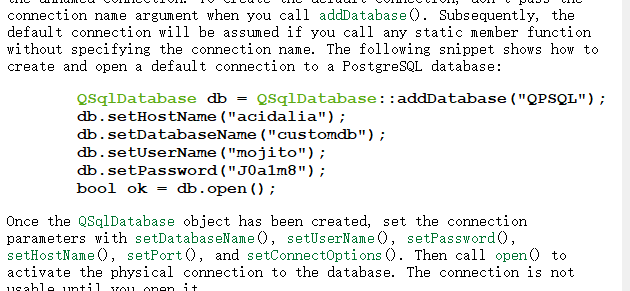 the unnamed connection. To create the default connection, don't pass the
connection name argument when you call addDatabase(). Subsequently, the
default connection will be assumed if you call any static member function
without specifying the connection name. The following snippet shows how to
create and open a default connection to a PostgreSQL database:
QSqlDatabase db = QSqlDatabase::addDatabase("QPSQL");
db.setHostName("acidalia");
db.setDatabaseName("customdb");
db.setUserName("mojito");
db.setPassword("J0a1m8");
bool ok = db.open();
Once the QSqlDatabase object has been created, set the connection
parameters with setDatabaseName(), setUserName(), setPassword(),
setHostName(), setPort(), and setConnectOptions(). Then call open() to
activate the physical connection to the database. The connection is not
usable until you open it.